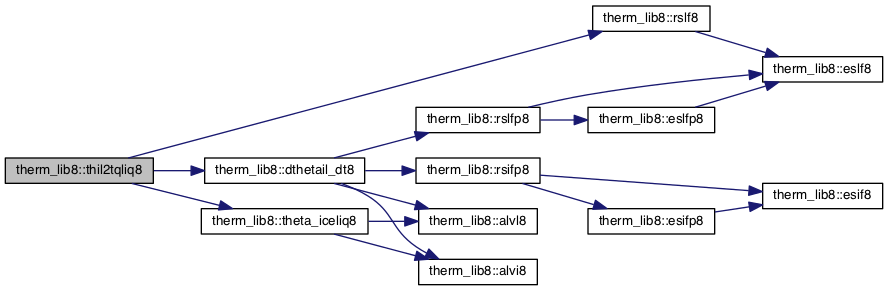 therm_lib8::rslf8
therm_lib8::eslf8
therm_lib8::rslfp8
therm_lib8::eslfp8
therm_lib8::thil2tqliq8
therm_lib8::dthetail_dt8
therm_lib8::rsifp8
therm_lib8::esif8
therm_lib8::theta_iceliq8
therm_lib8::alvl8
therm_lib8::esifp8
therm_lib8::alvi8